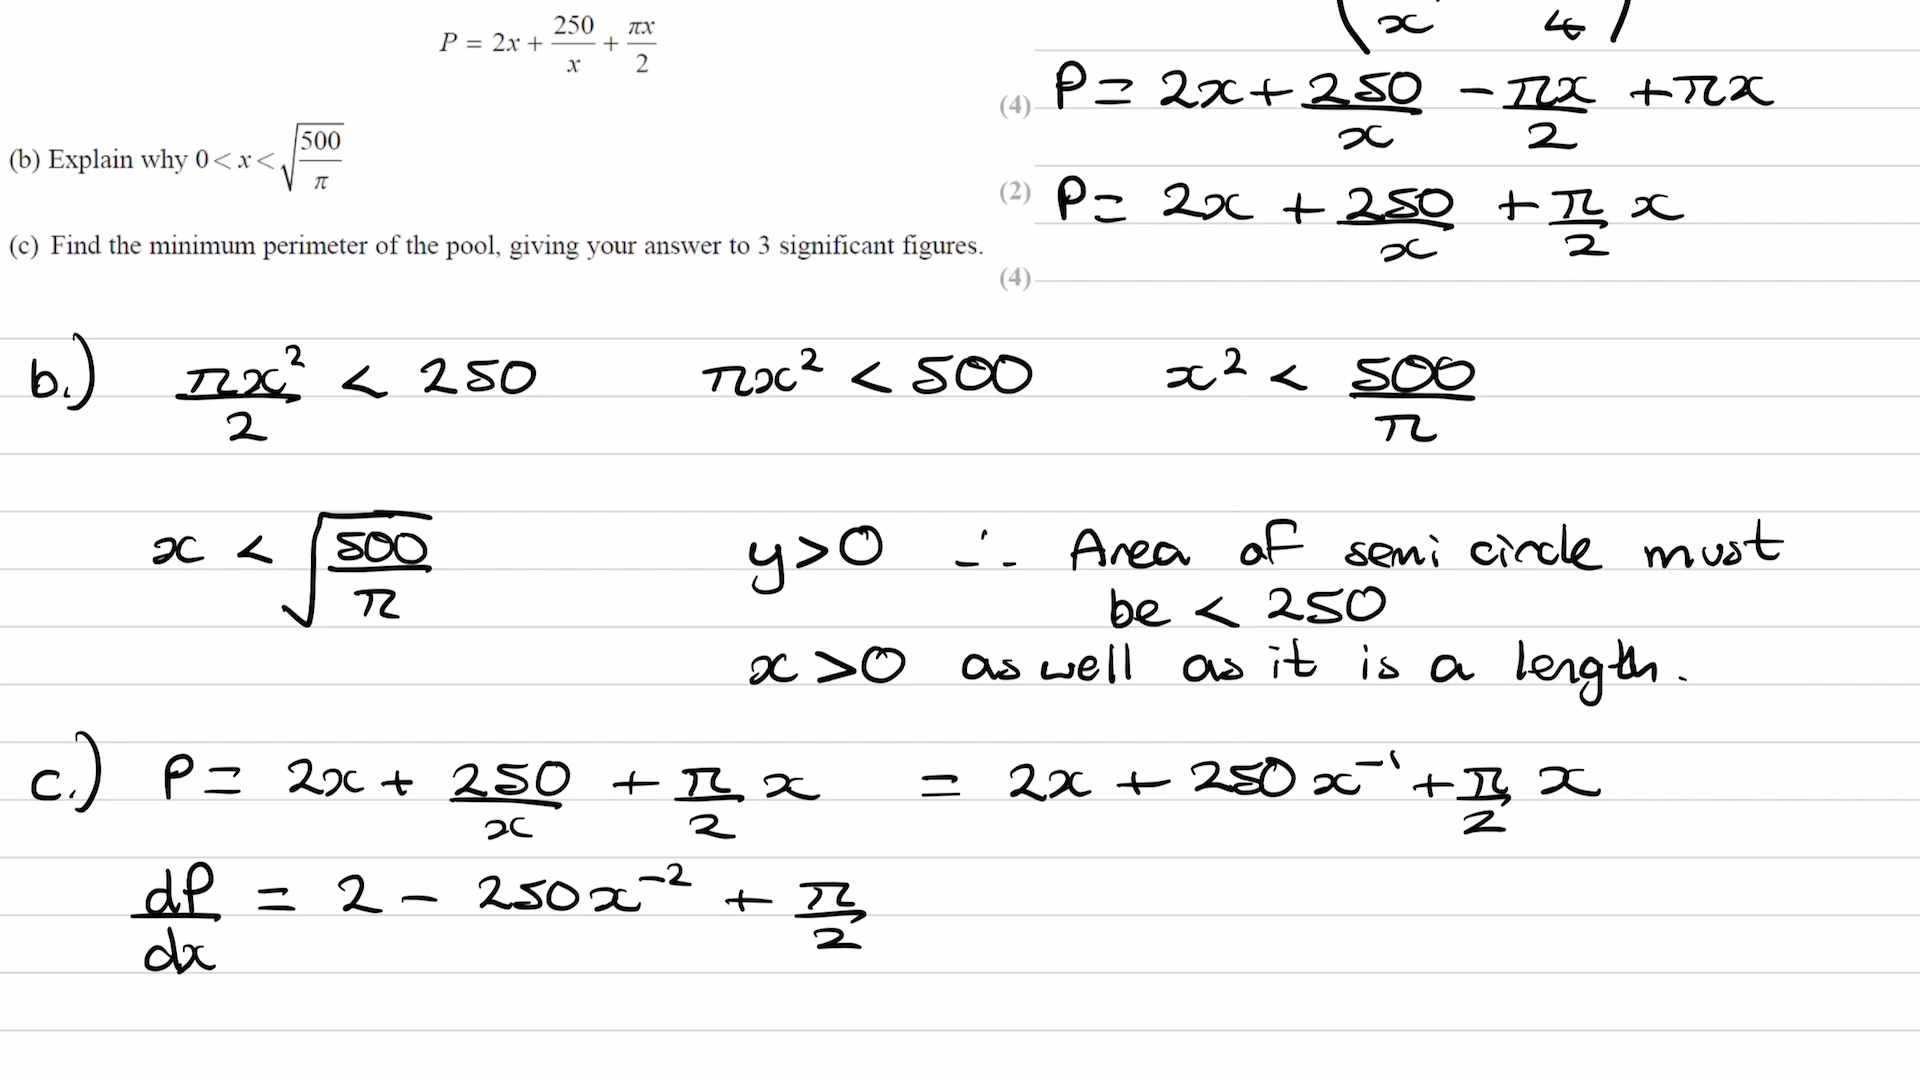 P = 2x + 250/x + πx/2
(4)
(b) Explain why 0 < x < √(500/π)
(2)
(c) Find the minimum perimeter of the pool, giving your answer to 3 significant figures.
(4)
x 4 )
P = 2x + 250/x - πx/2 + πx
P = 2x + 250/x + π/2 x
b.) πx²/2 < 250 πx² < 500 x² < 500/π
x < √(500/π) y>0 ∴ Area of semi circle must
be < 250
x >0 as well as it is a length.
c.) P = 2x + 250/x + π/2 x = 2x + 250x⁻¹ + π/2 x
dP/dx = 2 - 250x⁻² + π/2